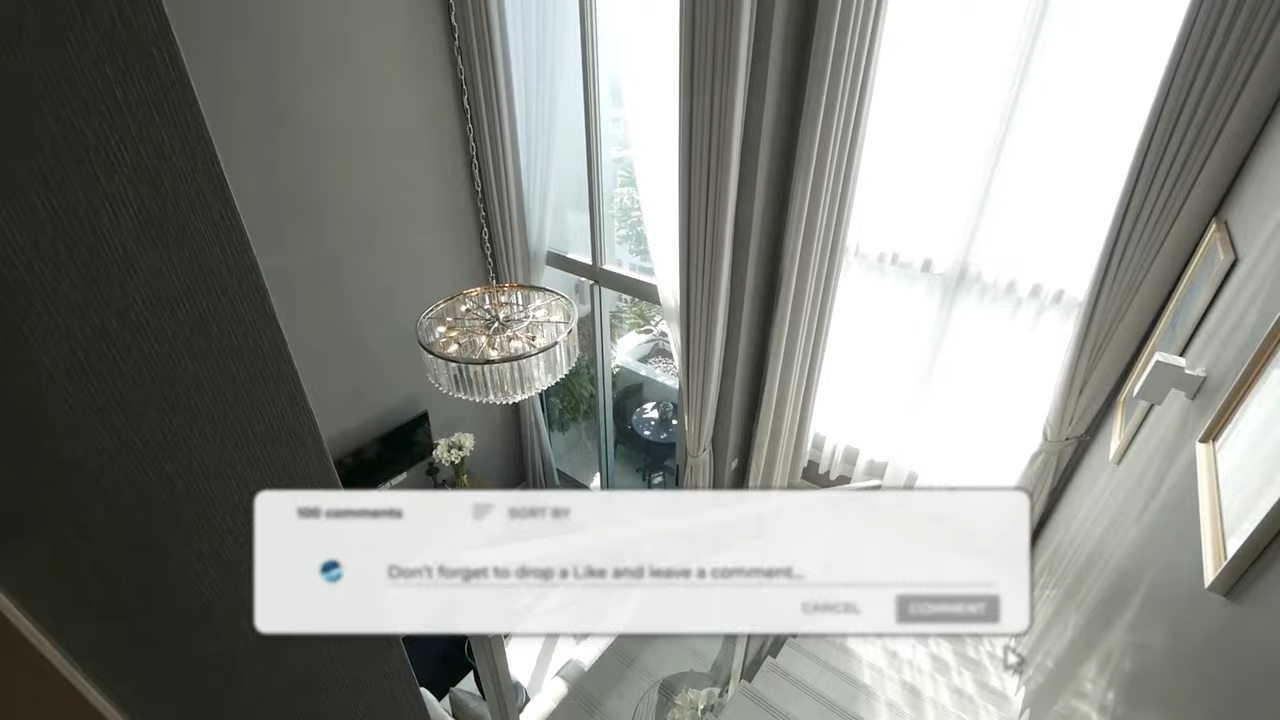 100 comments SORT BY
Don't forget to drop a Like and leave a comment...
CANCEL COMMENT